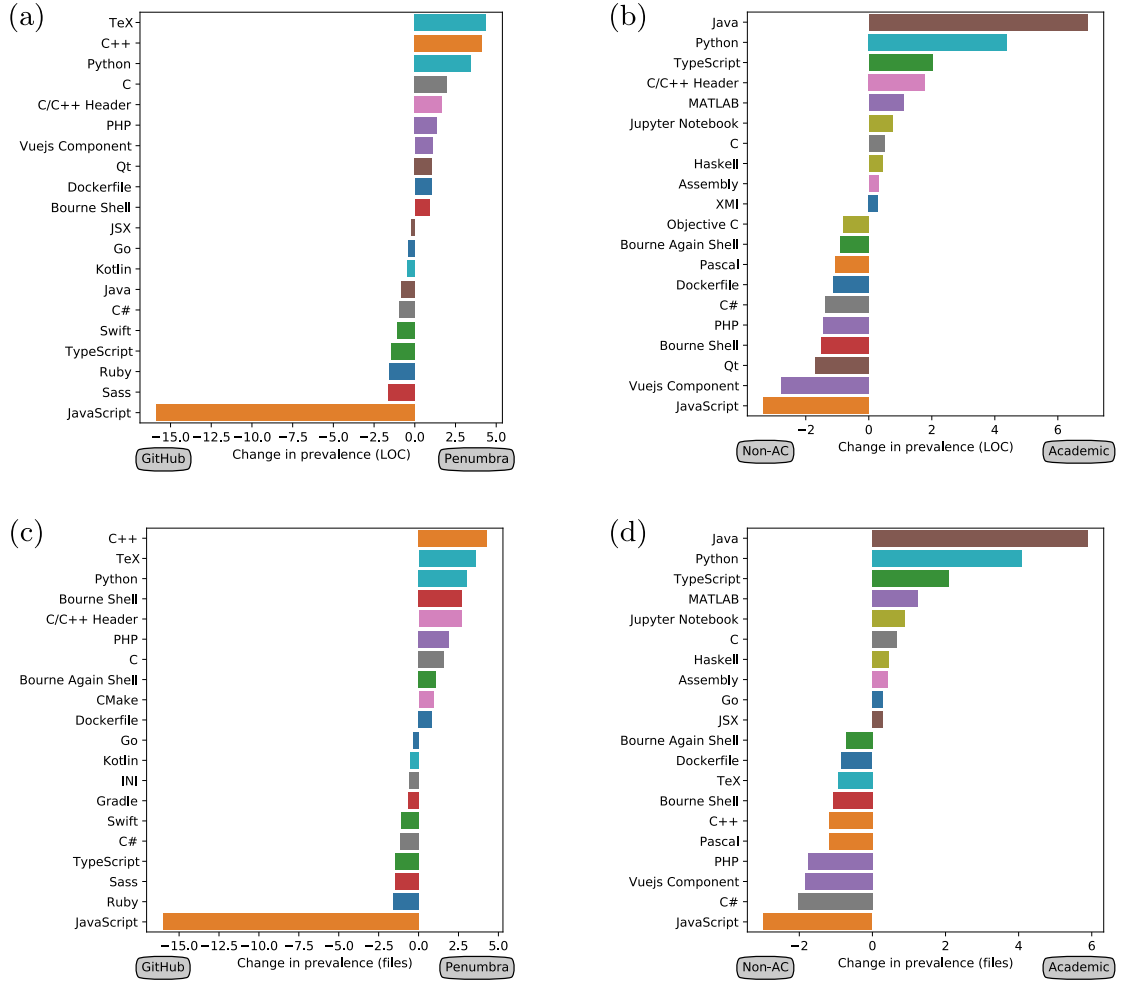 (a)
TeX
C++
Python
C
C/C++ Header
PHP
Vuejs Component
Qt
Dockerfile
Bourne Shell
JSX
Go
Kotlin
Java
C#
Swift
TypeScript
Ruby
Sass
JavaScript
−15.0 −12.5 −10.0 −7.5 −5.0 −2.5 0.0 2.5 5.0
Change in prevalence (LOC)
GitHub
Penumbra
(b)
Java
Python
TypeScript
C/C++ Header
MATLAB
Jupyter Notebook
C
Haskell
Assembly
XMI
Objective C
Bourne Again Shell
Pascal
Dockerfile
C#
PHP
Bourne Shell
Qt
Vuejs Component
JavaScript
−2 0 2 4 6
Change in prevalence (LOC)
Non-AC
Academic
(c)
C++
TeX
Python
Bourne Shell
C/C++ Header
PHP
C
Bourne Again Shell
CMake
Dockerfile
Go
Kotlin
INI
Gradle
Swift
C#
TypeScript
Sass
Ruby
JavaScript
−15.0 −12.5 −10.0 −7.5 −5.0 −2.5 0.0 2.5 5.0
Change in prevalence (files)
GitHub
Penumbra
(d)
Java
Python
TypeScript
MATLAB
Jupyter Notebook
C
Haskell
Assembly
Go
JSX
Bourne Again Shell
Dockerfile
TeX
Bourne Shell
C++
Pascal
PHP
Vuejs Component
C#
JavaScript
−2 0 2 4 6
Change in prevalence (files)
Non-AC
Academic